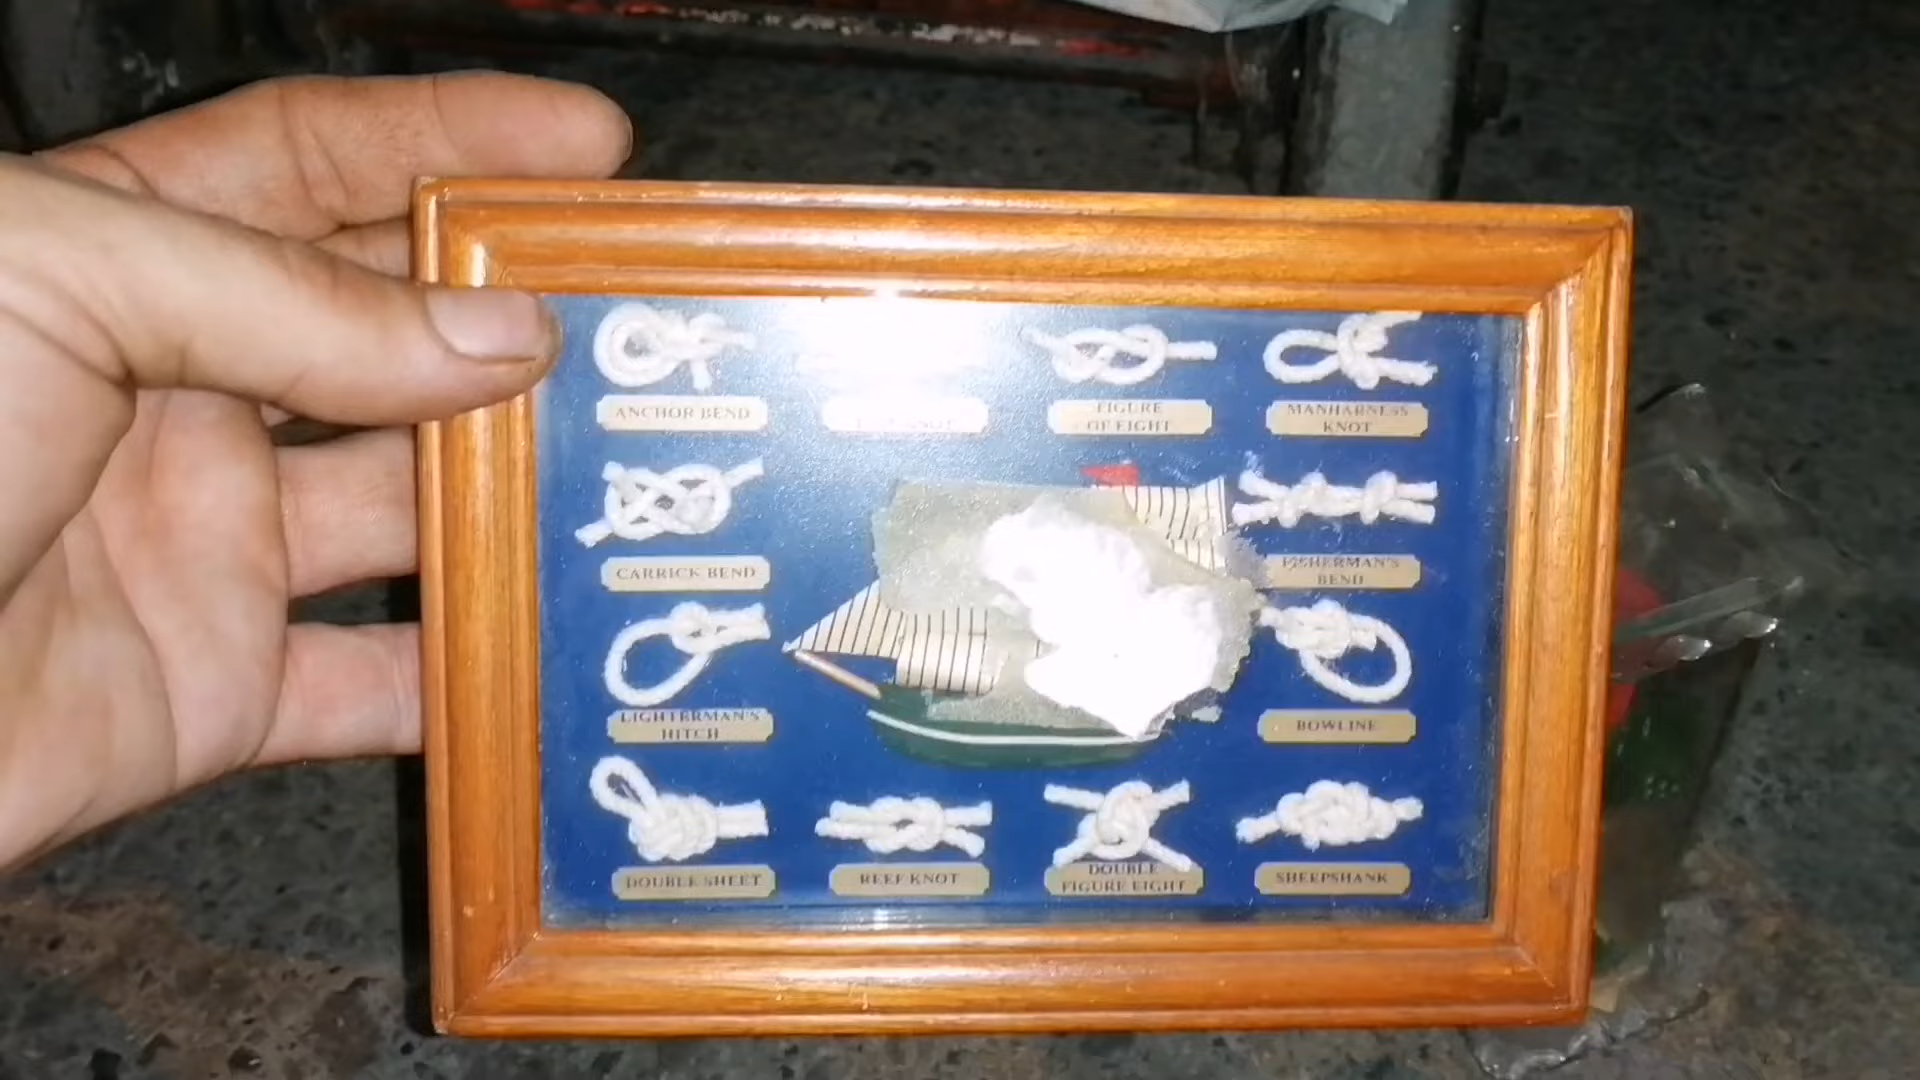 ANCHOR BEND
FIGURE
OF EIGHT
MANHARNESS
KNOT
CARRICK BEND
FISHERMAN'S
BEND
LIGHTERMAN'S
HITCH
BOWLINE
DOUBLE SHEET
REEF KNOT
DOUBLE
FIGURE EIGHT
SHEEPSHANK